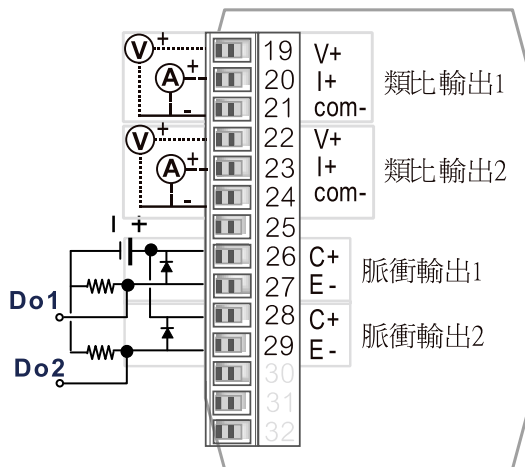 V + 19 V+
A + 20 I+ 類比輸出1
- 21 com-
V + 22 V+
A + 23 I+ 類比輸出2
- 24 com-
25
- + 26 C+ 脈衝輸出1
27 E -
Do1 28 C+ 脈衝輸出2
29 E -
Do2 30
31
32